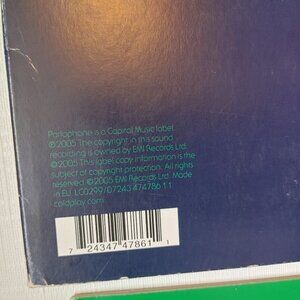 Parlophone is a Capitol Music label.
℗2005 The copyright in this sound
recording is owned by EMI Records Ltd.
©2005 This label copy information is the
subject of copyright protection. All rights
reserved. ©2005 EMI Records Ltd. Made
in EU. LC0299/07243 474786 1 1
coldplay.com
7 24347 47861 1